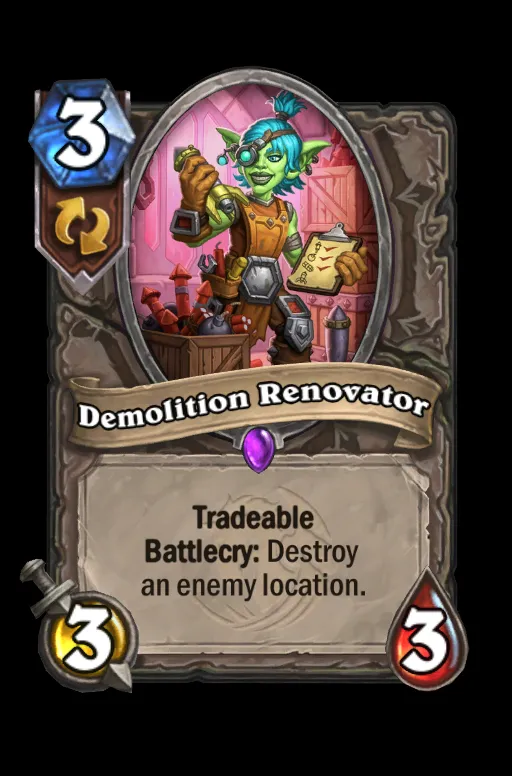 3
Demolition Renovator
Tradeable
Battlecry: Destroy
an enemy location.
3
3